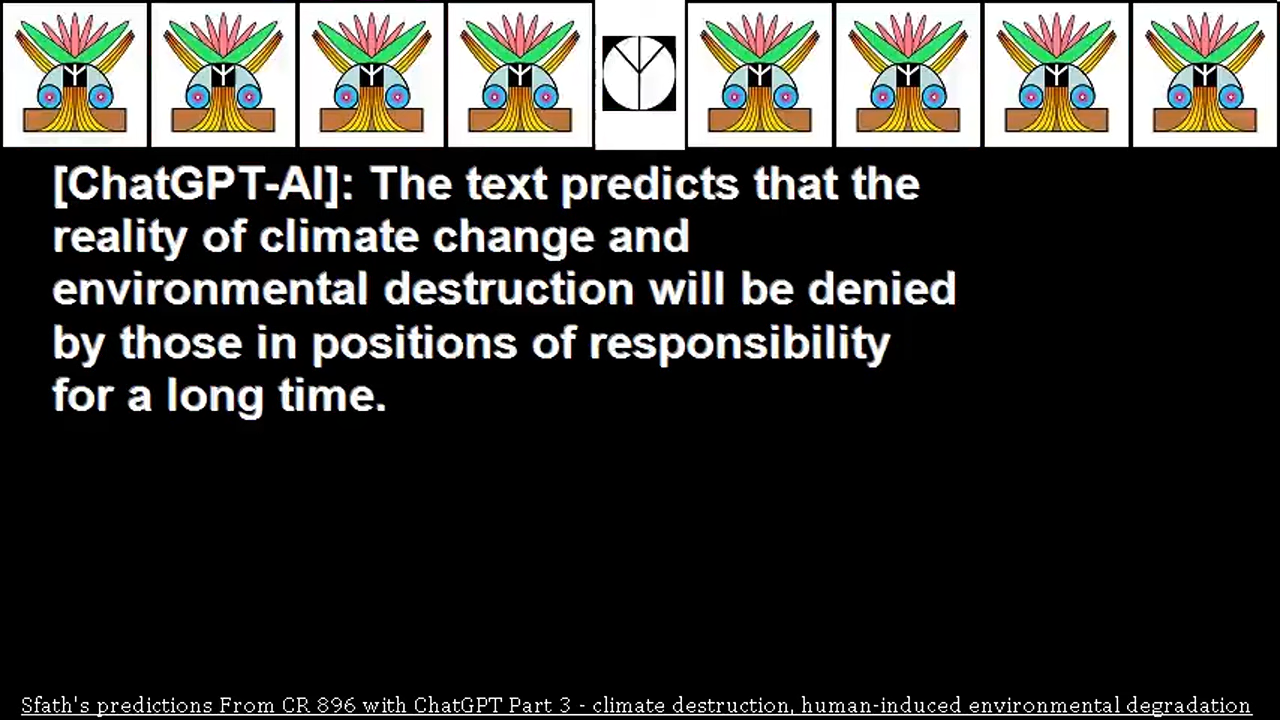 [ChatGPT-AI]: The text predicts that the
reality of climate change and
environmental destruction will be denied
by those in positions of responsibility
for a long time.
Sfath's predictions From CR 896 with ChatGPT Part 3 - climate destruction, human-induced environmental degradation